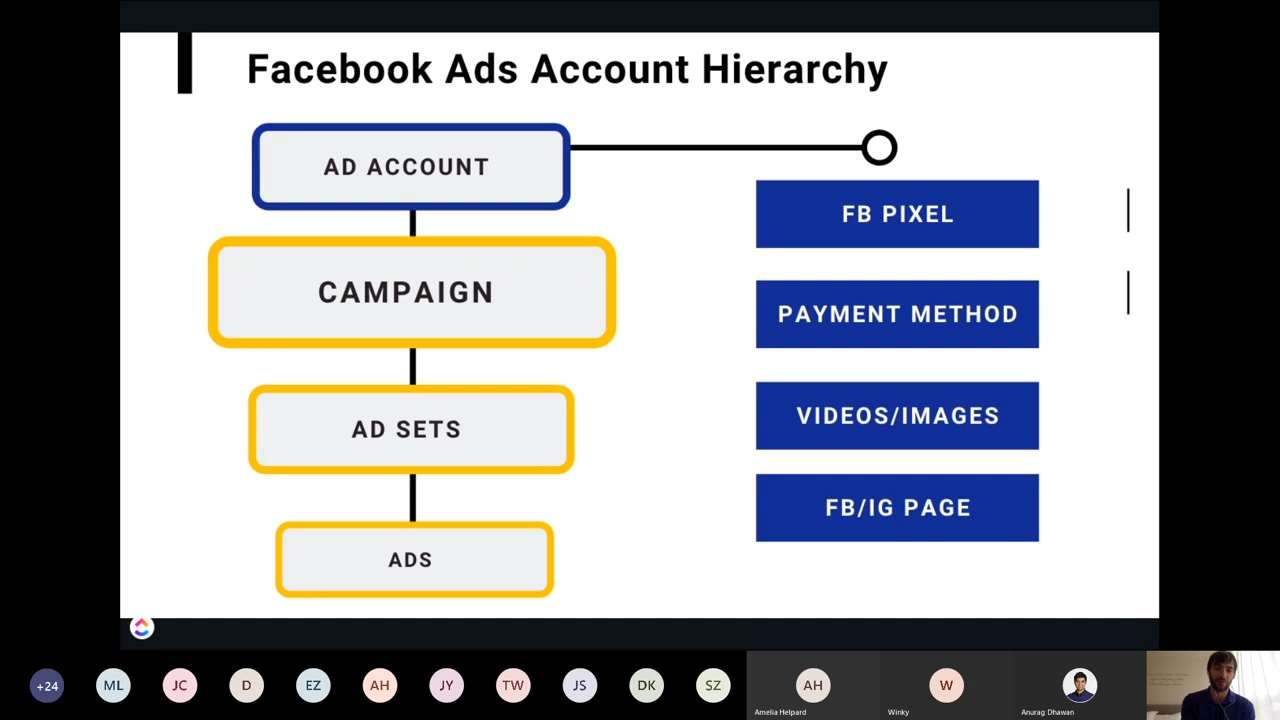 Facebook Ads Account Hierarchy
AD ACCOUNT
CAMPAIGN
AD SETS
ADS
FB PIXEL
PAYMENT METHOD
VIDEOS/IMAGES
FB/IG PAGE
+24
ML
JC
D
EZ
AH
JY
TW
JS
DK
SZ
AH
Amelia Helpard
W
Winky
Anurag Dhawan